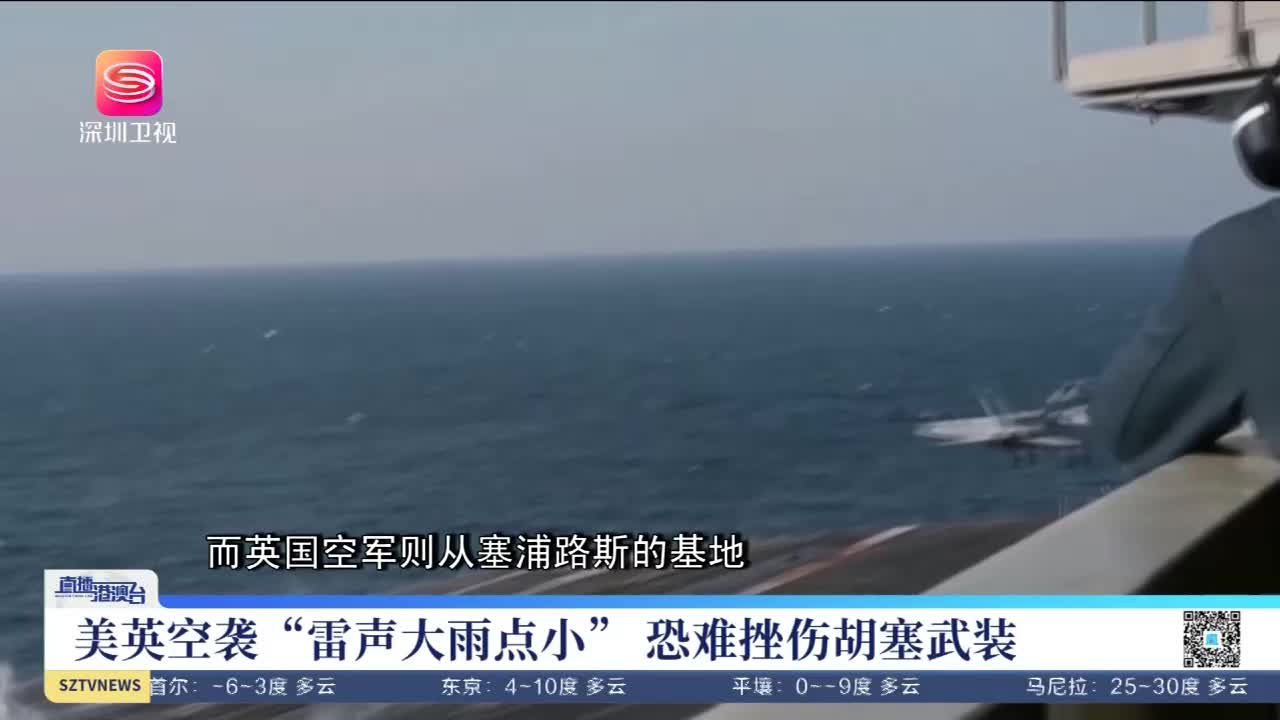 深圳卫视
而英国空军则从塞浦路斯的基地
直播港澳台
美英空袭“雷声大雨点小” 恐难挫伤胡塞武装
SZTVNEWS
首尔：-6~3度 多云 东京：4~10度 多云 平壤：0~-9度 多云 马尼拉：25~30度 多云